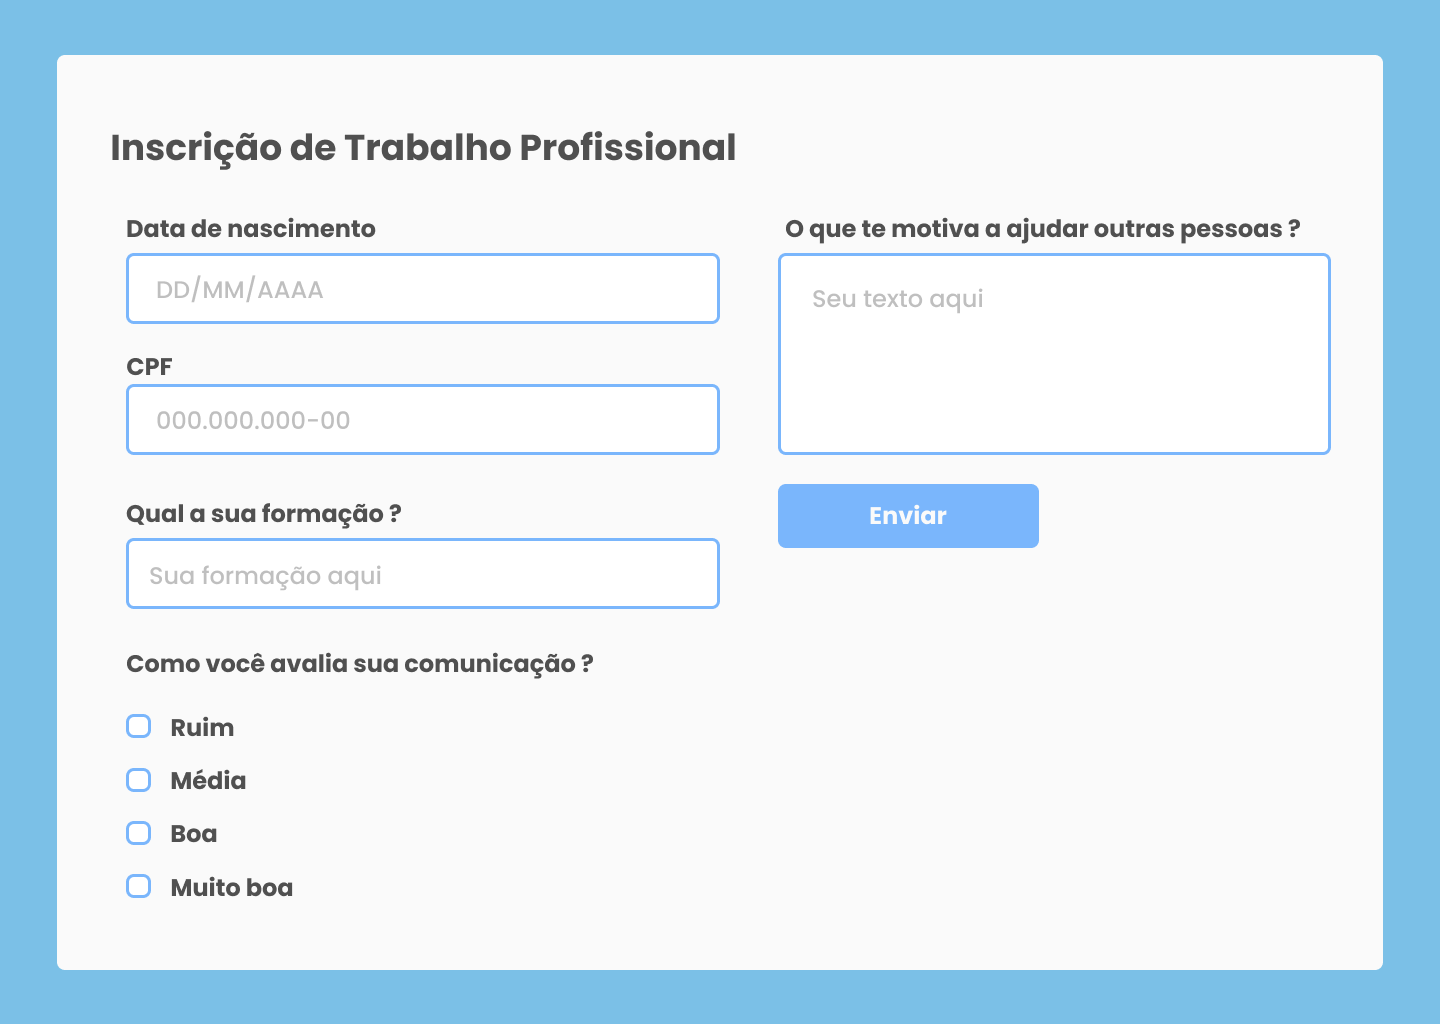 Inscrição de Trabalho Profissional
Data de nascimento
DD/MM/AAAA
CPF
000.000.000-00
Qual a sua formação ?
Sua formação aqui
Como você avalia sua comunicação ?
Ruim
Média
Boa
Muito boa
O que te motiva a ajudar outras pessoas ?
Seu texto aqui
Enviar